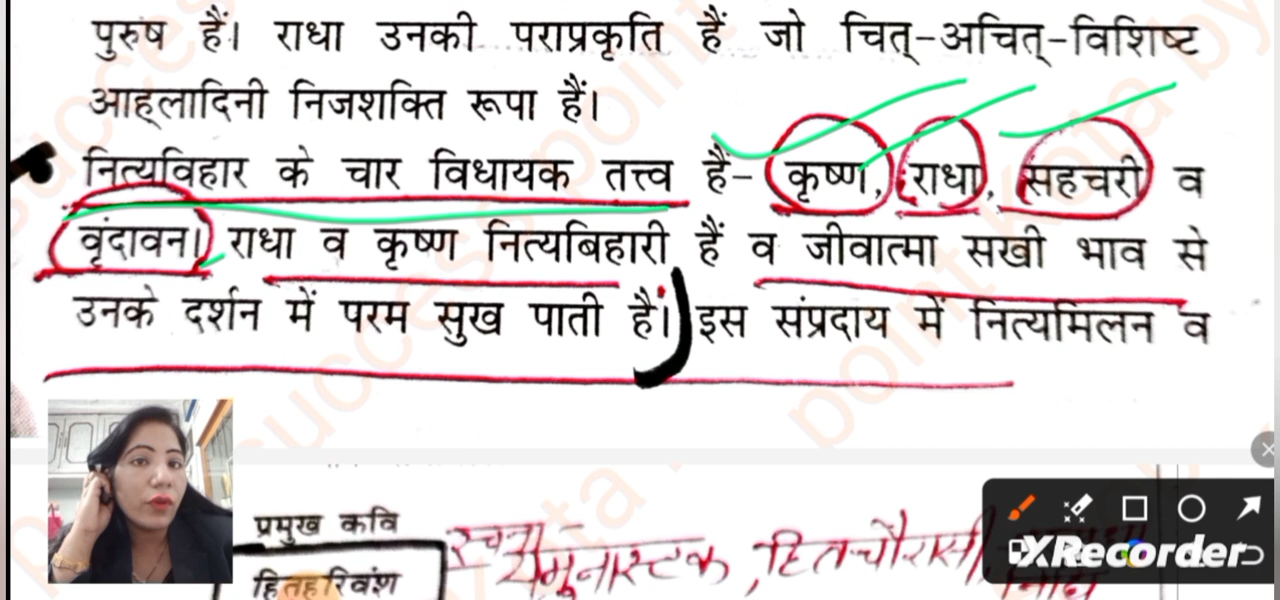 पुरुष हैं। राधा उनकी पराप्रकृति हैं जो चित्-अचित्-विशिष्ट
आह्लादिनी निजशक्ति रूपा हैं।
नित्यविहार के चार विधायक तत्त्व हैं- कृष्ण, राधा, सहचरी व
वृंदावन। राधा व कृष्ण नित्यबिहारी हैं व जीवात्मा सखी भाव से
उनके दर्शन में परम सुख पाती हैं। इस संप्रदाय में नित्यमिलन व
प्रमुख कवि
हितहरिवंश
रचना - यमुनास्टक, हितचौरासी,
XRecorder